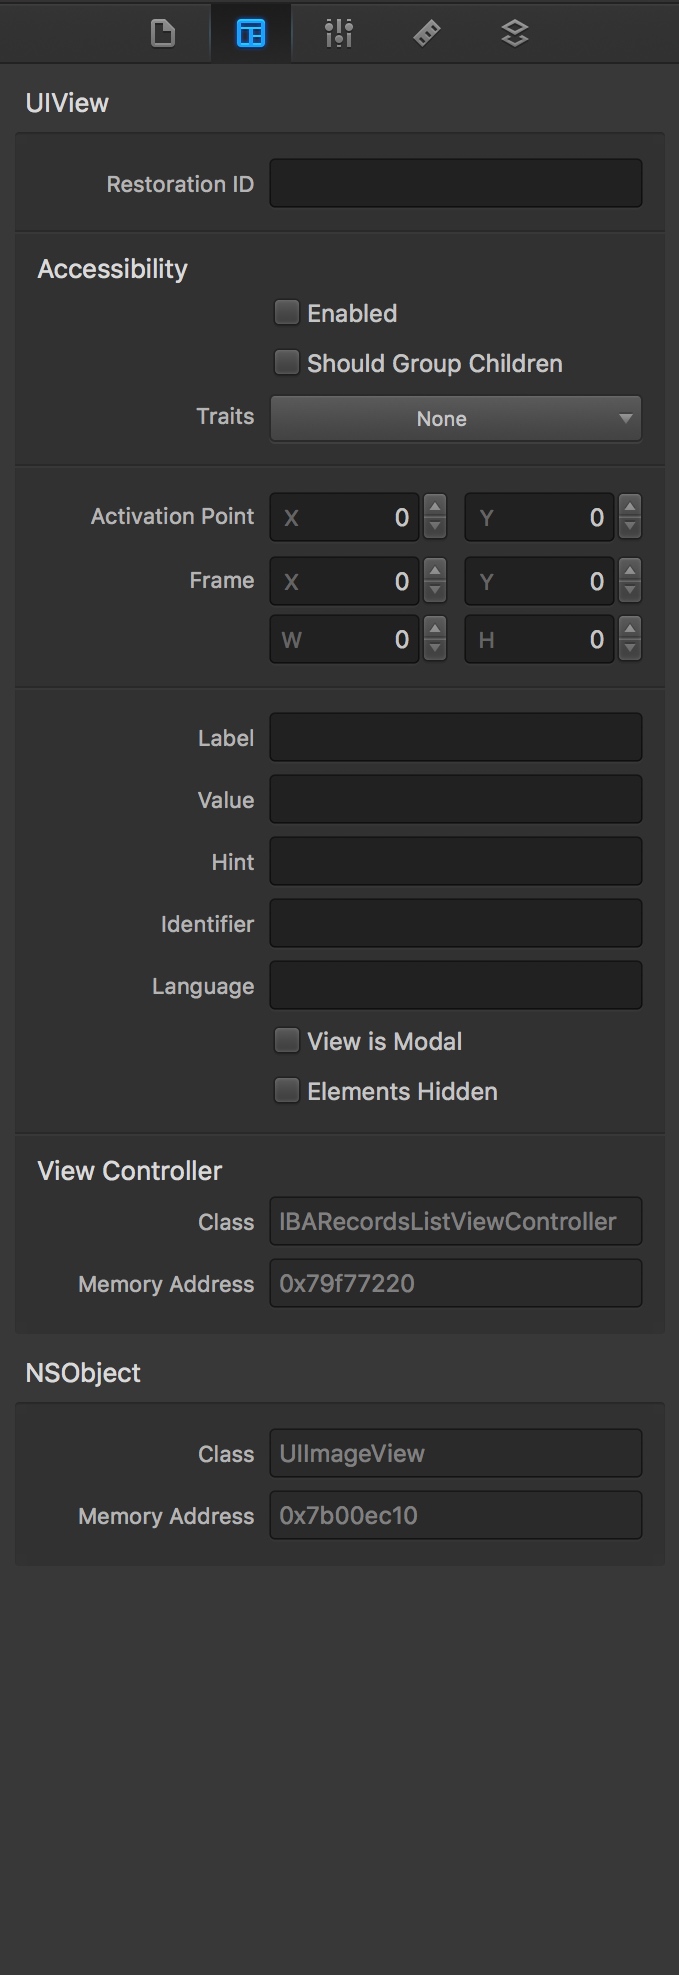 UIView
Restoration ID
Accessibility
Enabled
Should Group Children
Traits None
Activation Point X 0 Y 0
Frame X 0 Y 0
W 0 H 0
Label
Value
Hint
Identifier
Language
View is Modal
Elements Hidden
View Controller
Class IBARecordsListViewController
Memory Address 0x79f77220
NSObject
Class UIImageView
Memory Address 0x7b00ec10